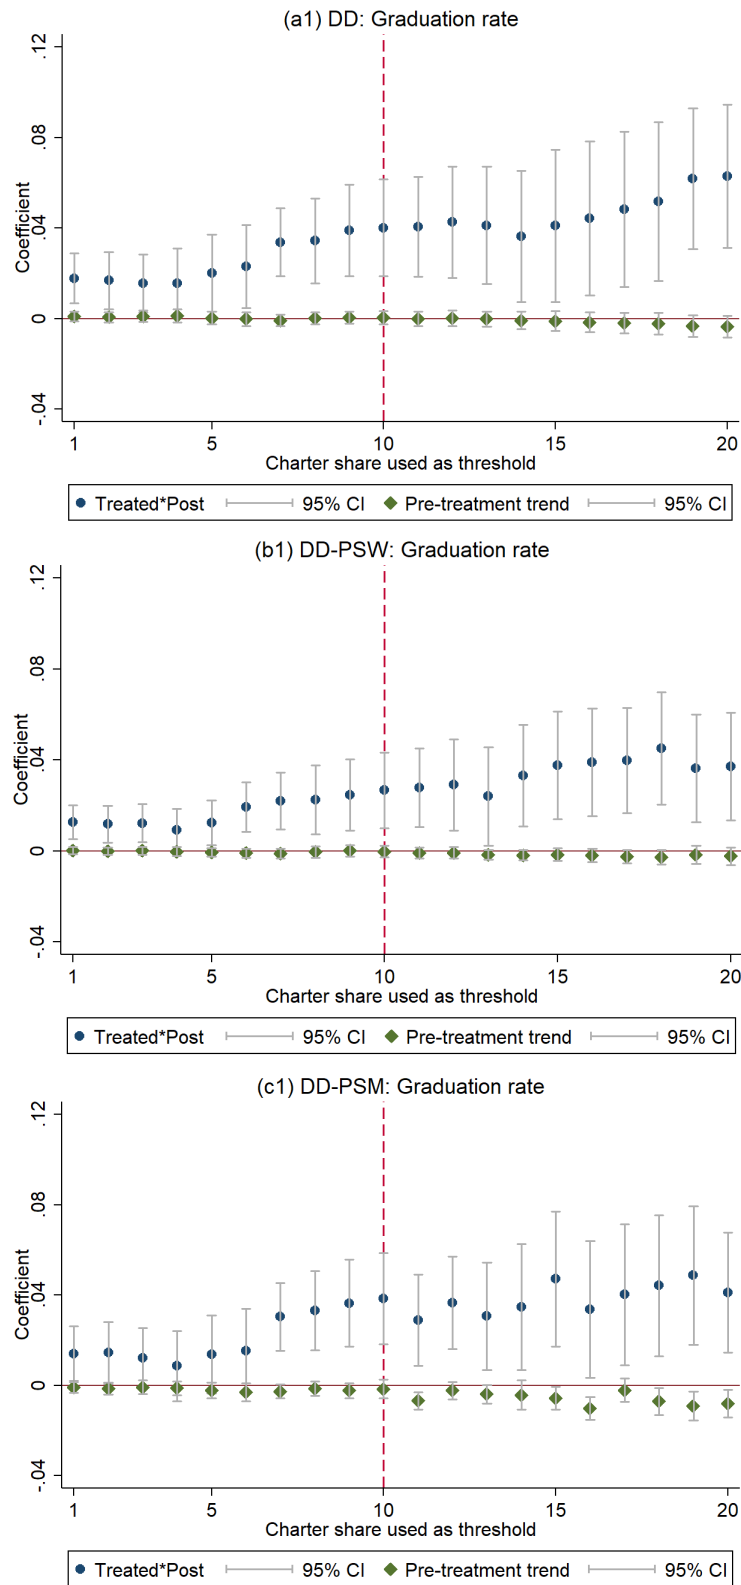 (a1) DD: Graduation rate
.12
.08
.04
0
-.04
Coefficient
1 5 10 15 20
Charter share used as threshold
Treated*Post 95% CI Pre-treatment trend 95% CI
(b1) DD-PSW: Graduation rate
.12
.08
.04
0
-.04
Coefficient
1 5 10 15 20
Charter share used as threshold
Treated*Post 95% CI Pre-treatment trend 95% CI
(c1) DD-PSM: Graduation rate
.12
.08
.04
0
-.04
Coefficient
1 5 10 15 20
Charter share used as threshold
Treated*Post 95% CI Pre-treatment trend 95% CI